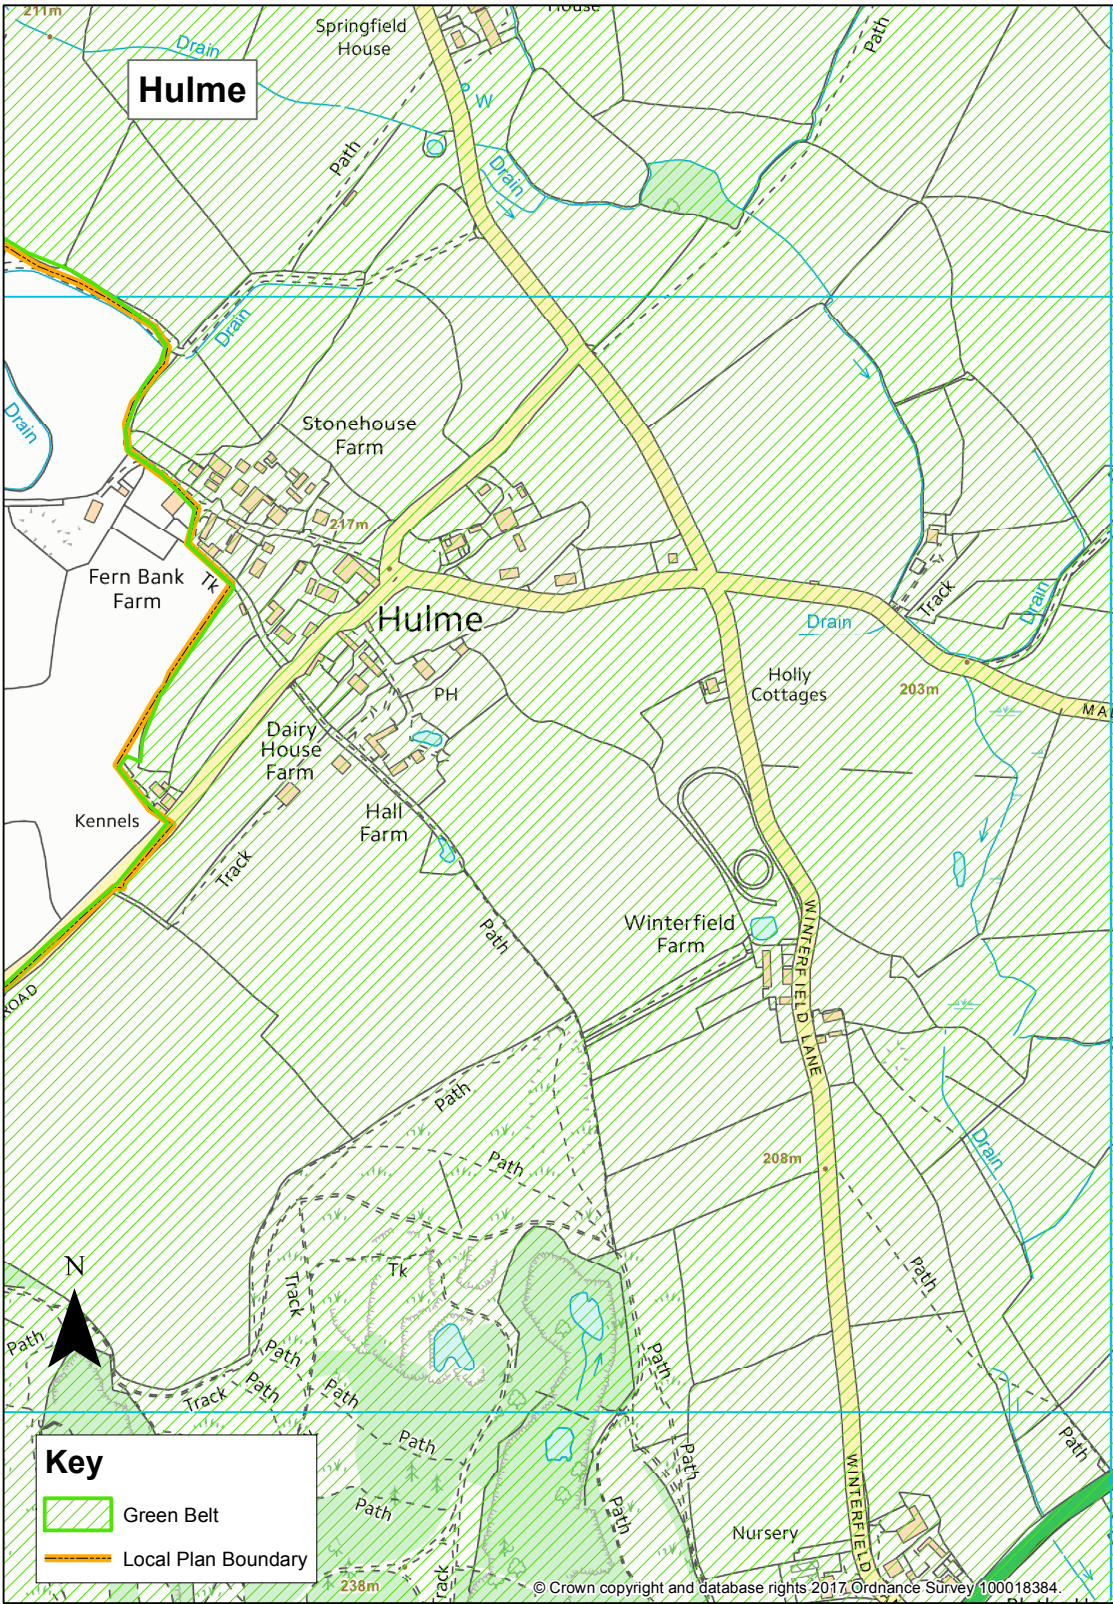 211m
Springfield
House
House
Drain
Path
Hulme
W
Path
Drain
Drain
Drain
Stonehouse
Farm
217m
Fern Bank
Farm
Tk
Hulme
Track
Drain
Drain
PH
Holly
Cottages
203m
Dairy
House
Farm
Kennels
Hall
Farm
Track
Path
Winterfield
Farm
WINTERFIELD LANE
ROAD
Path
Path
Drain
208m
N
Tk
Track
Path
Path
Path
Path
Track
Path
Path
Path
Path
Path
Path
Path
WINTERFIELD
Path
Nursery
238m
Track
Key
Green Belt
Local Plan Boundary
© Crown copyright and database rights 2017 Ordnance Survey 100018384.